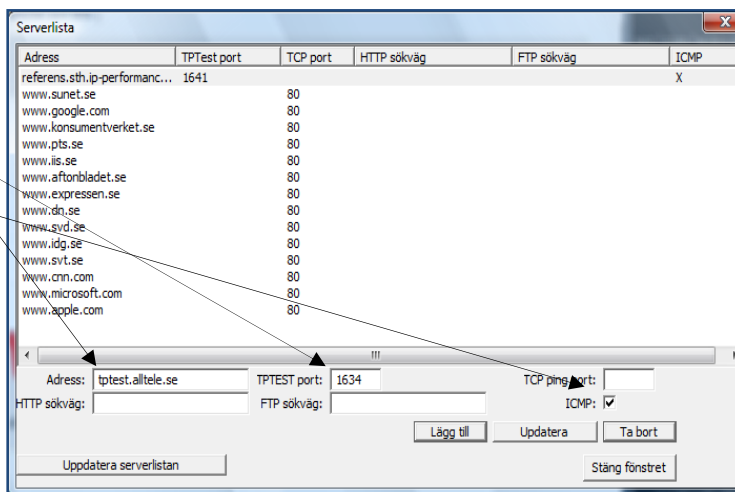 Serverlista
Adress TPTest port TCP port HTTP sökväg FTP sökväg ICMP
referens.sth.ip-performanc... 1641 X
www.sunet.se 80
www.google.com 80
www.konsumentverket.se 80
www.pts.se 80
www.iis.se 80
www.aftonbladet.se 80
www.expressen.se 80
www.dn.se 80
www.svd.se 80
www.idg.se 80
www.svt.se 80
www.cnn.com 80
www.microsoft.com 80
www.apple.com 80
Adress: tptest.alltele.se TPTEST port: 1634 TCP ping port:
HTTP sökväg: FTP sökväg: ICMP:
Lägg till Updatera Ta bort
Uppdatera serverlistan Stäng fönstret